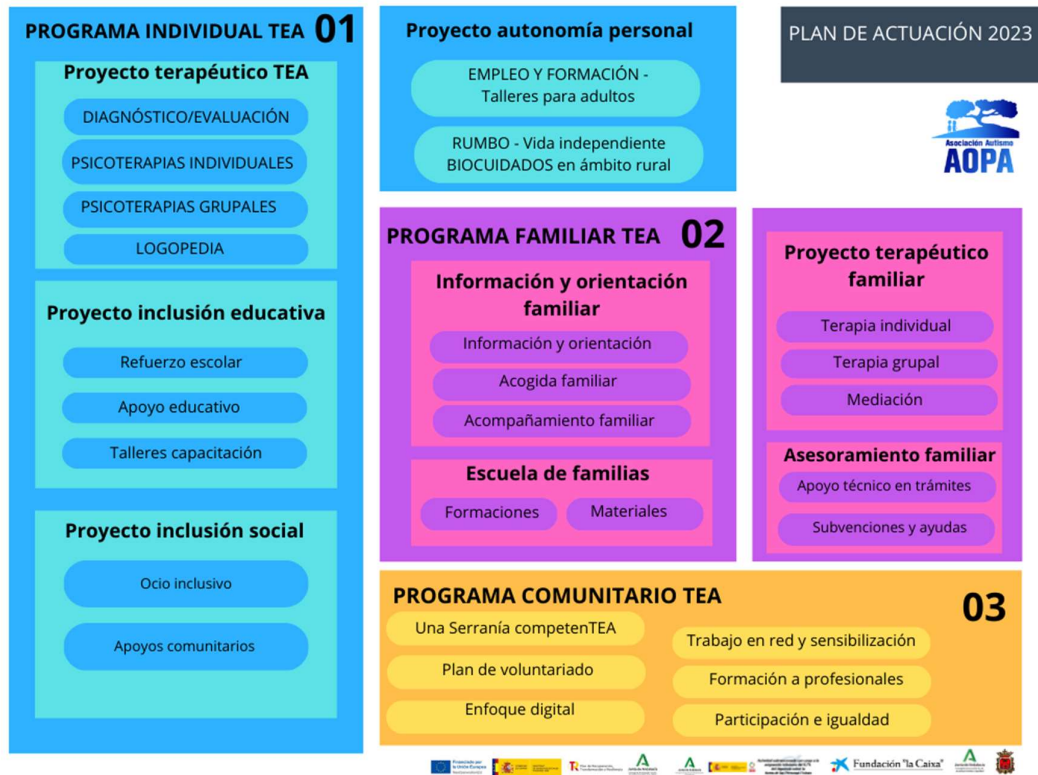 PROGRAMA INDIVIDUAL TEA 01
Proyecto terapéutico TEA
DIAGNÓSTICO/EVALUACIÓN
PSICOTERAPIAS INDIVIDUALES
PSICOTERAPIAS GRUPALES
LOGOPEDIA
Proyecto inclusión educativa
Refuerzo escolar
Apoyo educativo
Talleres capacitación
Proyecto inclusión social
Ocio inclusivo
Apoyos comunitarios
Proyecto autonomía personal
EMPLEO Y FORMACIÓN -
Talleres para adultos
RUMBO - Vida independiente
BIOCUIDADOS en ámbito rural
PLAN DE ACTUACIÓN 2023
Asociación Autismo
AOPA
PROGRAMA FAMILIAR TEA 02
Información y orientación
familiar
Información y orientación
Acogida familiar
Acompañamiento familiar
Escuela de familias
Formaciones
Materiales
Proyecto terapéutico
familiar
Terapia individual
Terapia grupal
Mediación
Asesoramiento familiar
Apoyo técnico en trámites
Subvenciones y ayudas
PROGRAMA COMUNITARIO TEA
03
Una Serranía competenTEA
Plan de voluntariado
Enfoque digital
Trabajo en red y sensibilización
Formación a profesionales
Participación e igualdad
Financiado por
la Unión Europea
Fundación "la Caixa"